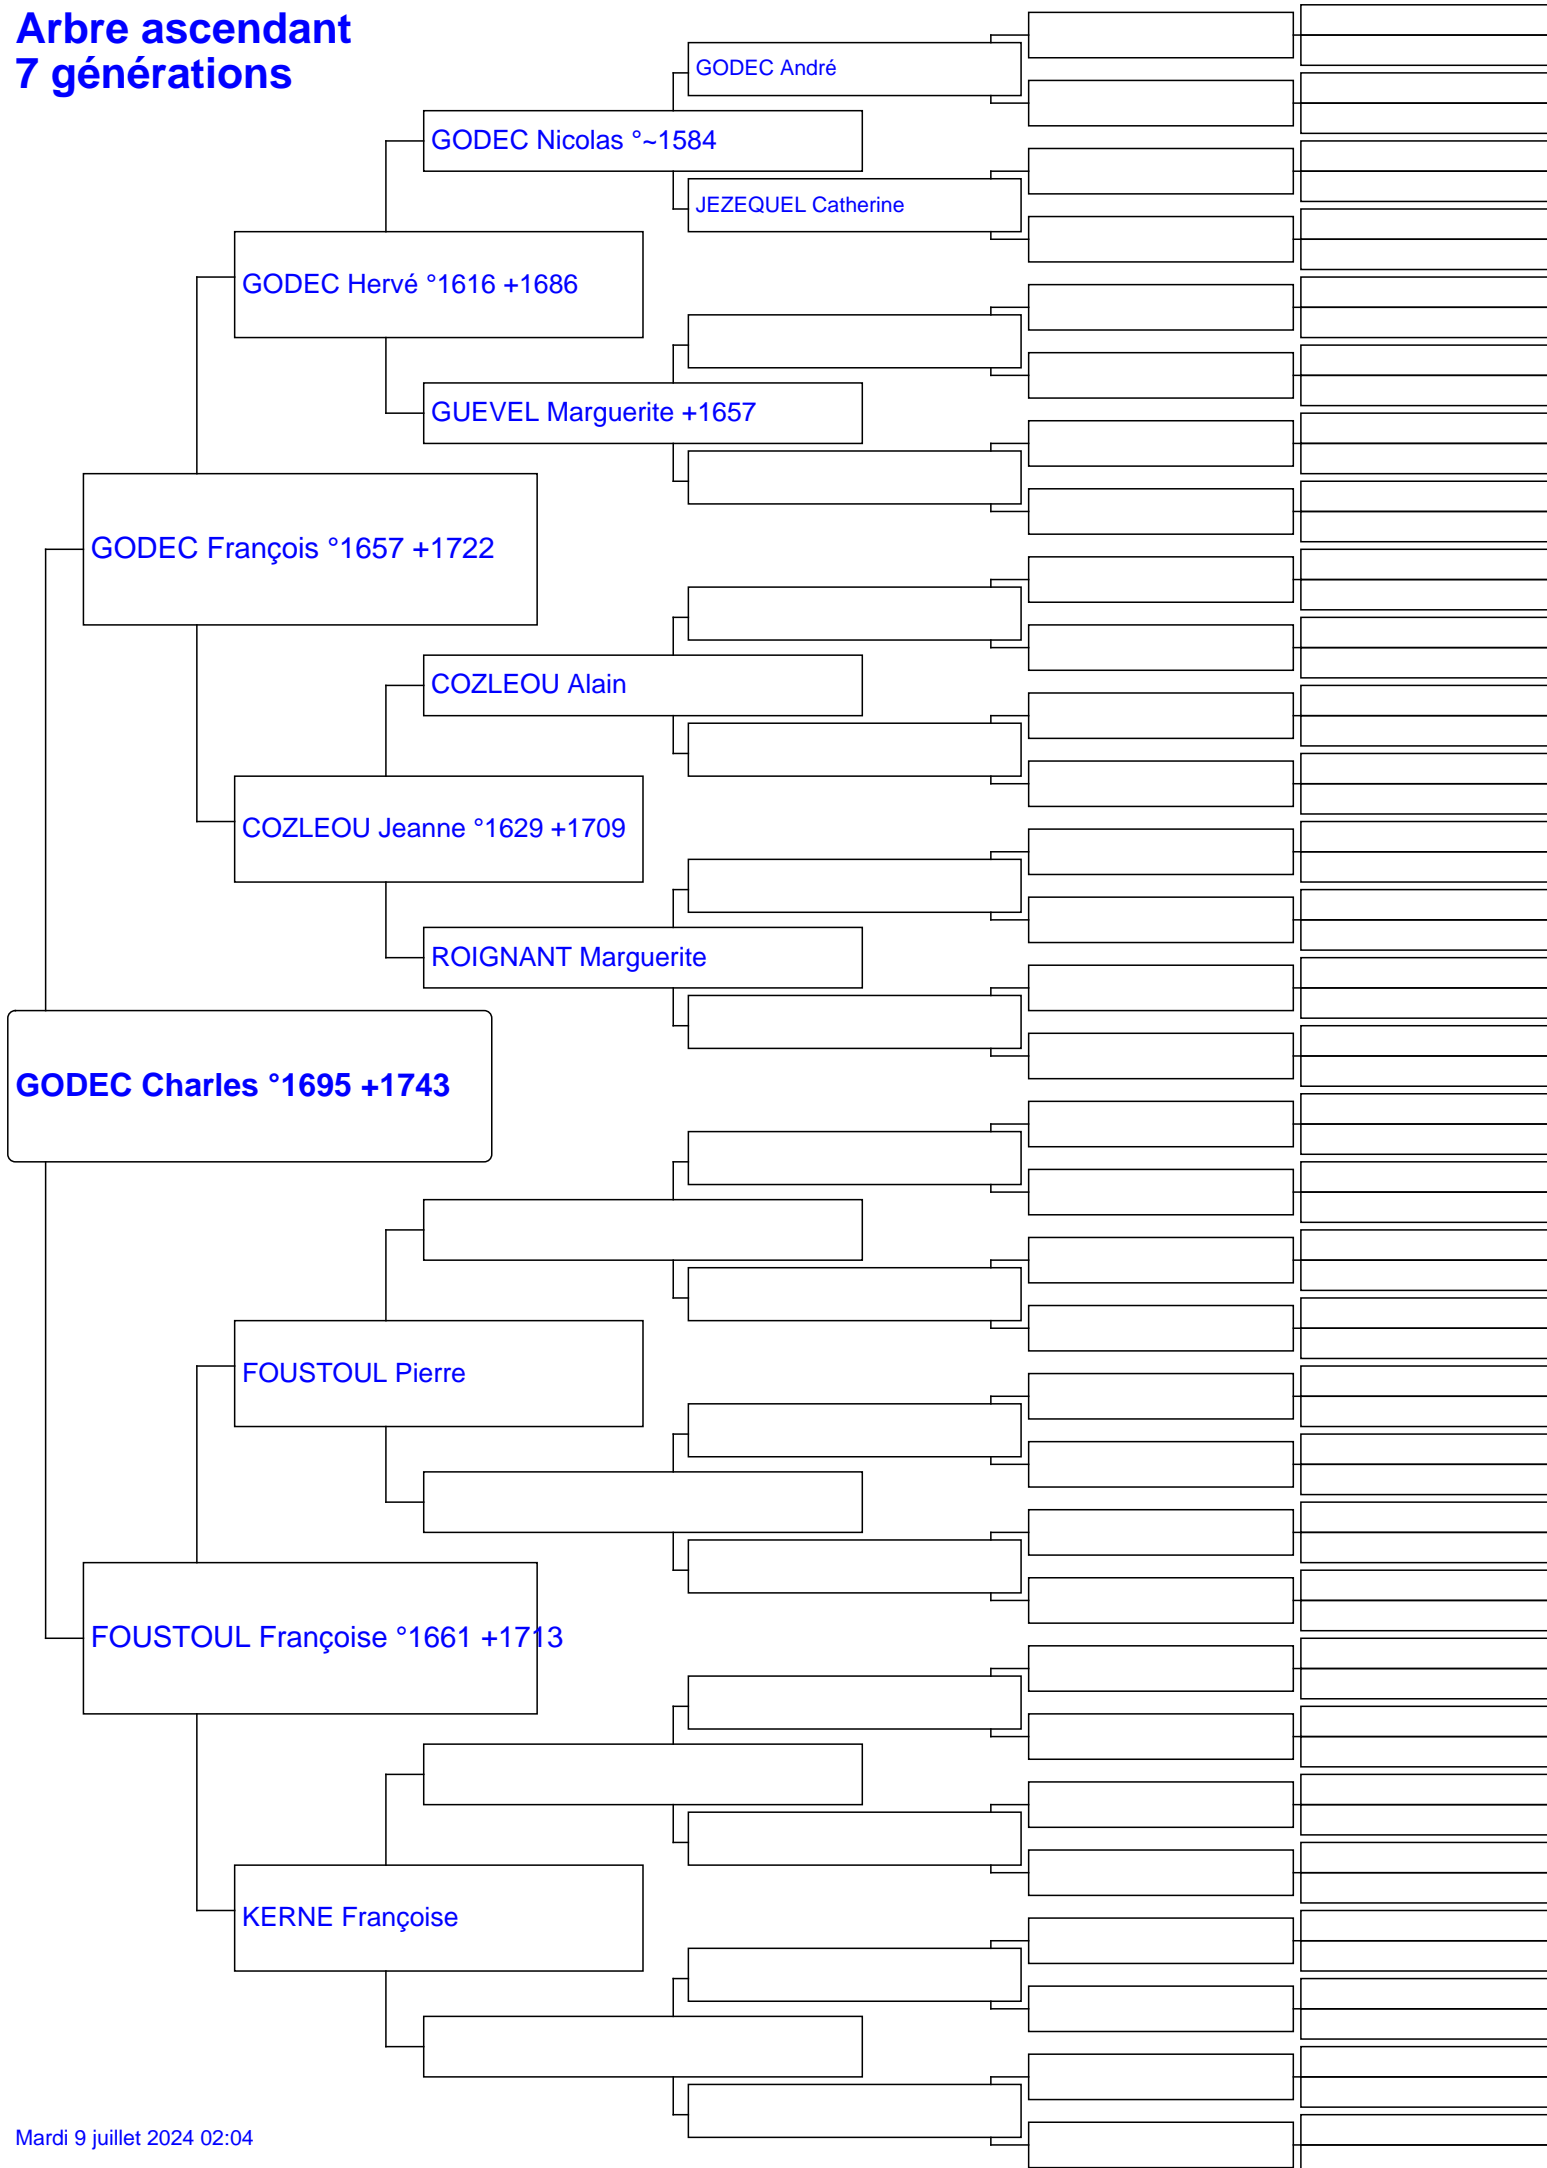 Arbre ascendant
7 générations
GODEC André
GODEC Nicolas °~1584
JEZEQUEL Catherine
GODEC Hervé °1616 +1686
GUEVEL Marguerite +1657
GODEC François °1657 +1722
COZLEOU Alain
COZLEOU Jeanne °1629 +1709
ROIGNANT Marguerite
GODEC Charles °1695 +1743
FOUSTOUL Pierre
FOUSTOUL Françoise °1661 +1713
KERNE Françoise
Mardi 9 juillet 2024 02:04